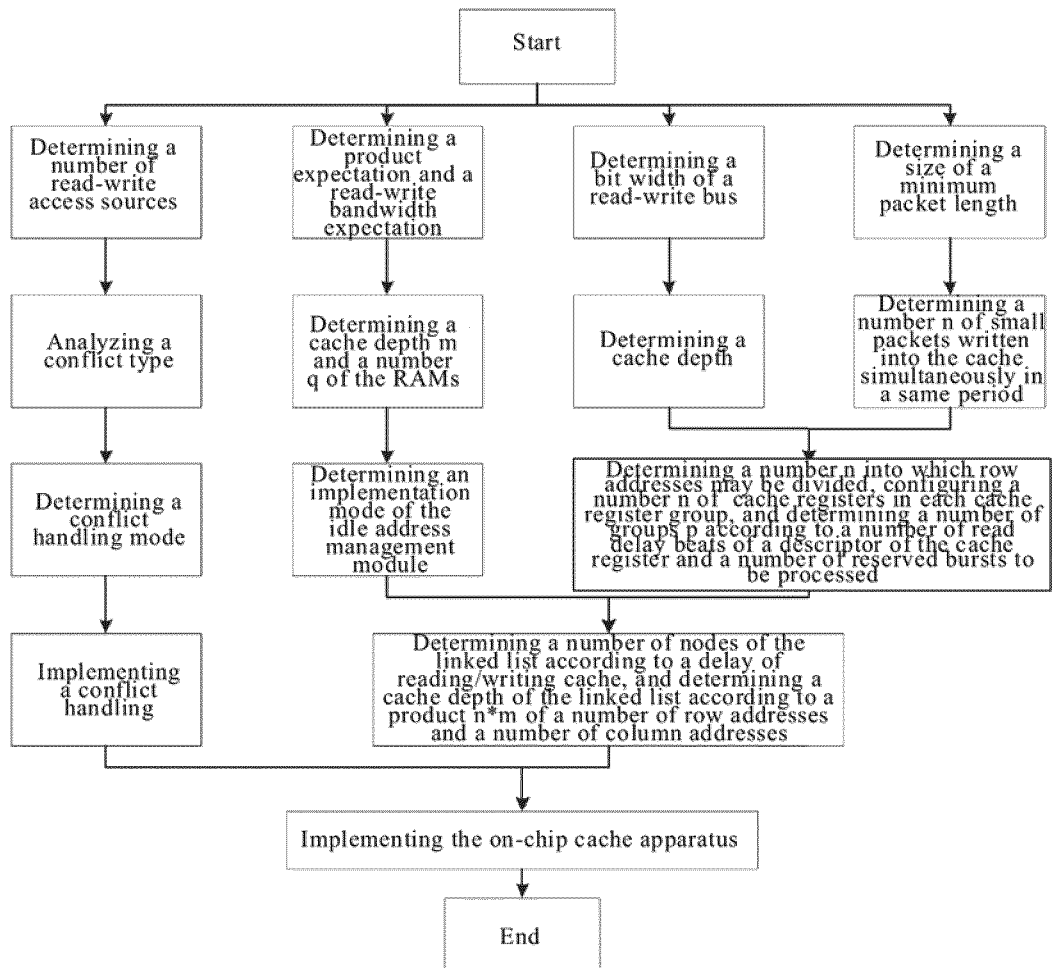 Start
Determining a
number of
read-write
access sources
Determining a
product
expectation and a
read-write
bandwidth
expectation
Determining a
bit width of a
read-write bus
Determining a
size of a
minimum
packet length
Analyzing a
conflict type
Determining a
cache depth m
and a number
q of the RAMs
Determining a
cache depth
Determining a
number n of small
packets written
into the cache
simultaneously in
a same period
Determining a
conflict
handling mode
Determining an
implementation
mode of the
idle address
management
module
Determining a number n into which row
addresses may be divided, configuring a
number n of cache registers in each cache
register group, and determining a number of
groups p according to a number of read
delay beats of a descriptor of the cache
register and a number of reserved bursts to
be processed
Implementing
a conflict
handling
Determining a number of nodes of the
linked list according to a delay of
reading/writing cache, and determining a
cache depth of the linked list according to a
product n*m of a number of row addresses
and a number of column addresses
Implementing the on-chip cache apparatus
End